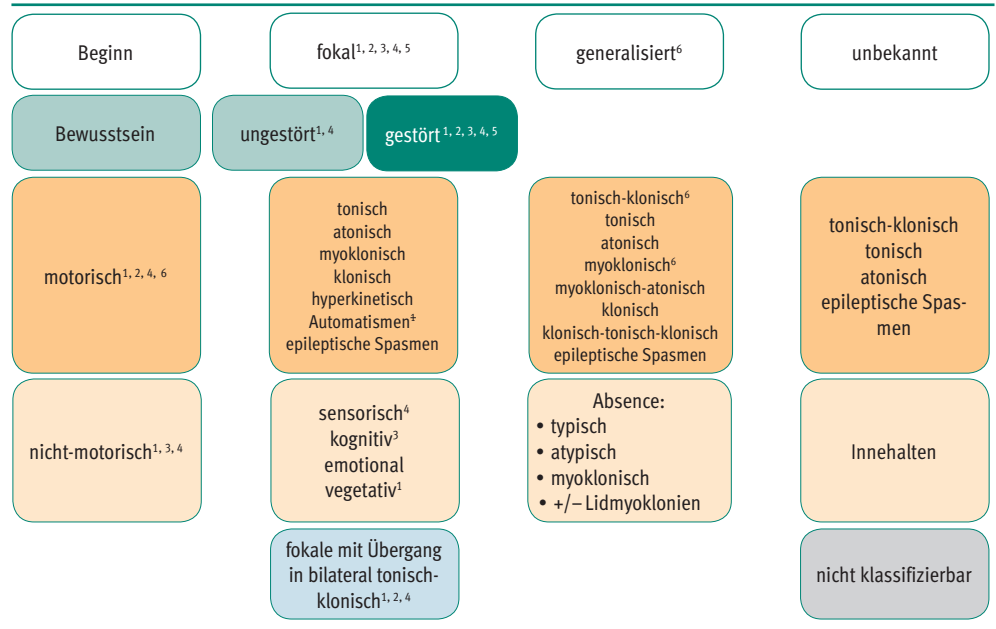 Beginn
fokal1, 2, 3, 4, 5
generalisiert6
unbekannt
Bewusstsein
ungestört1, 4
gestört 1, 2, 3, 4, 5
motorisch1, 2, 4, 6
tonisch
atonisch
myoklonisch
klonisch
hyperkinetisch
Automatismen‡
epileptische Spasmen
tonisch-klonisch6
tonisch
atonisch
myoklonisch6
myoklonisch-atonisch
klonisch
klonisch-tonisch-klonisch
epileptische Spasmen
tonisch-klonisch
tonisch
atonisch
epileptische Spas-
men
nicht-motorisch1, 3, 4
sensorisch4
kognitiv3
emotional
vegetativ1
Absence:
• typisch
• atypisch
• myoklonisch
• +/– Lidmyoklonien
Innehalten
fokale mit Übergang
in bilateral tonisch-
klonisch1, 2, 4
nicht klassifizierbar